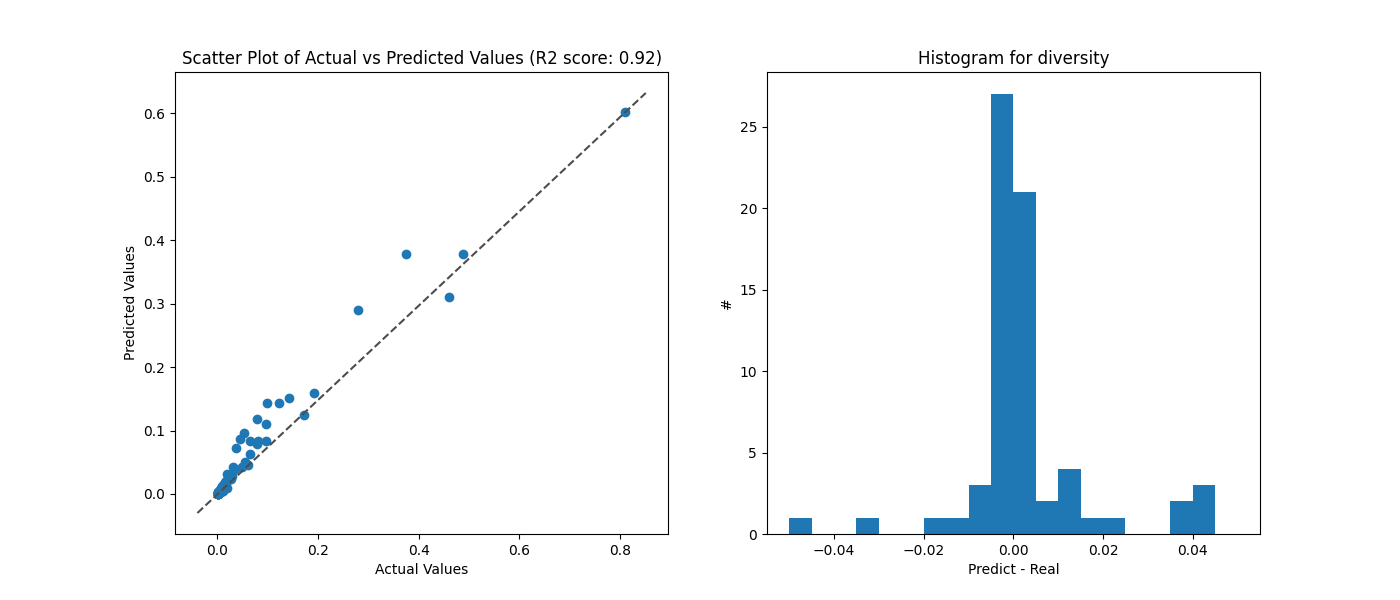 Scatter Plot of Actual vs Predicted Values (R2 score: 0.92)
Predicted Values
0.6
0.5
0.4
0.3
0.2
0.1
0.0
0.0 0.2 0.4 0.6 0.8
Actual Values
Histogram for diversity
#
25
20
15
10
5
0
−0.04 −0.02 0.00 0.02 0.04
Predict - Real